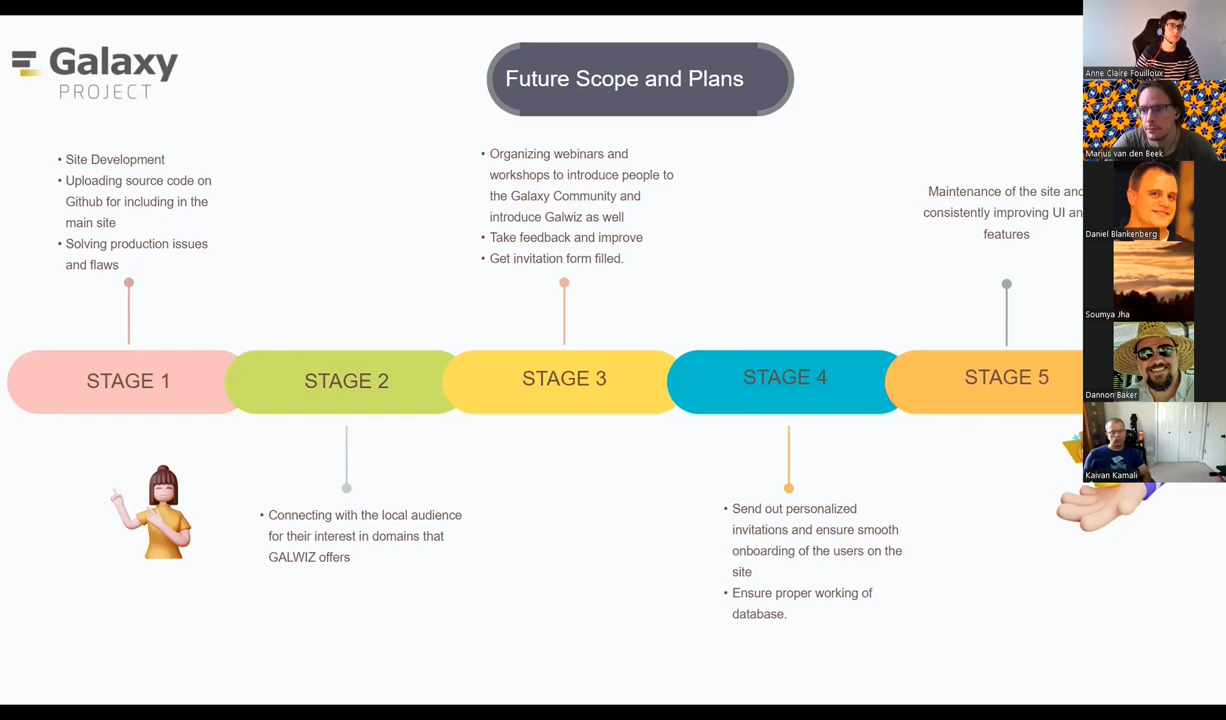 Galaxy
PROJECT
Future Scope and Plans
• Site Development
• Uploading source code on
Github for including in the
main site
• Solving production issues
and flaws
• Organizing webinars and
workshops to introduce people to
the Galaxy Community and
introduce Galwiz as well
• Take feedback and improve
• Get invitation form filled.
Maintenance of the site and
consistently improving UI an
features
STAGE 1
STAGE 2
STAGE 3
STAGE 4
STAGE 5
• Connecting with the local audience
for their interest in domains that
GALWIZ offers
• Send out personalized
invitations and ensure smooth
onboarding of the users on the
site
• Ensure proper working of
database.
Anne Claire Fouilloux
Marius van den Beek
Daniel Blankenberg
Soumya Jha
Dannon Baker
Kaivan Kamali